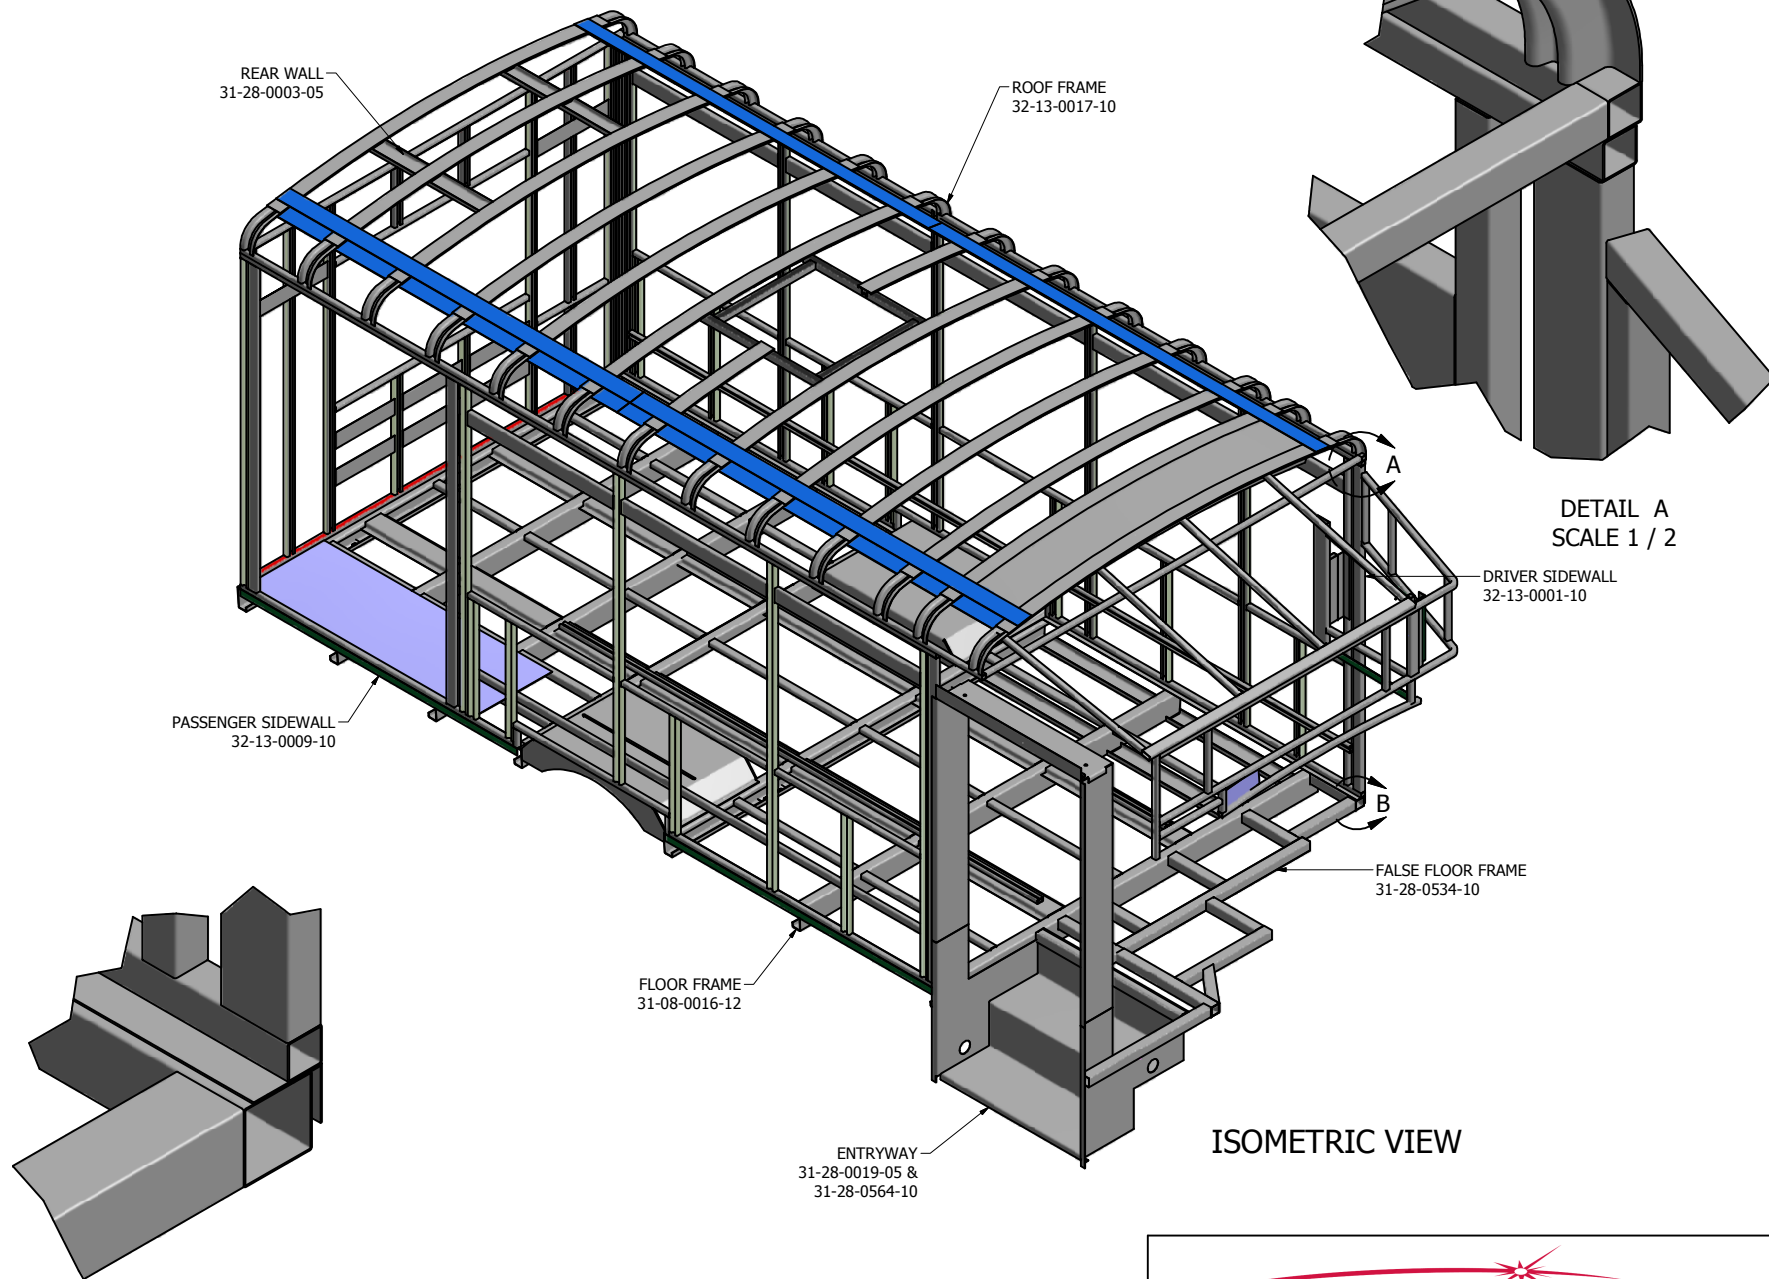 REAR WALL
31-28-0003-05
ROOF FRAME
32-13-0017-10
A
DETAIL A
SCALE 1 / 2
DRIVER SIDEWALL
32-13-0001-10
PASSENGER SIDEWALL
32-13-0009-10
B
FALSE FLOOR FRAME
31-28-0534-10
FLOOR FRAME
31-08-0016-12
ENTRYWAY
31-28-0019-05 &
31-28-0564-10
ISOMETRIC VIEW